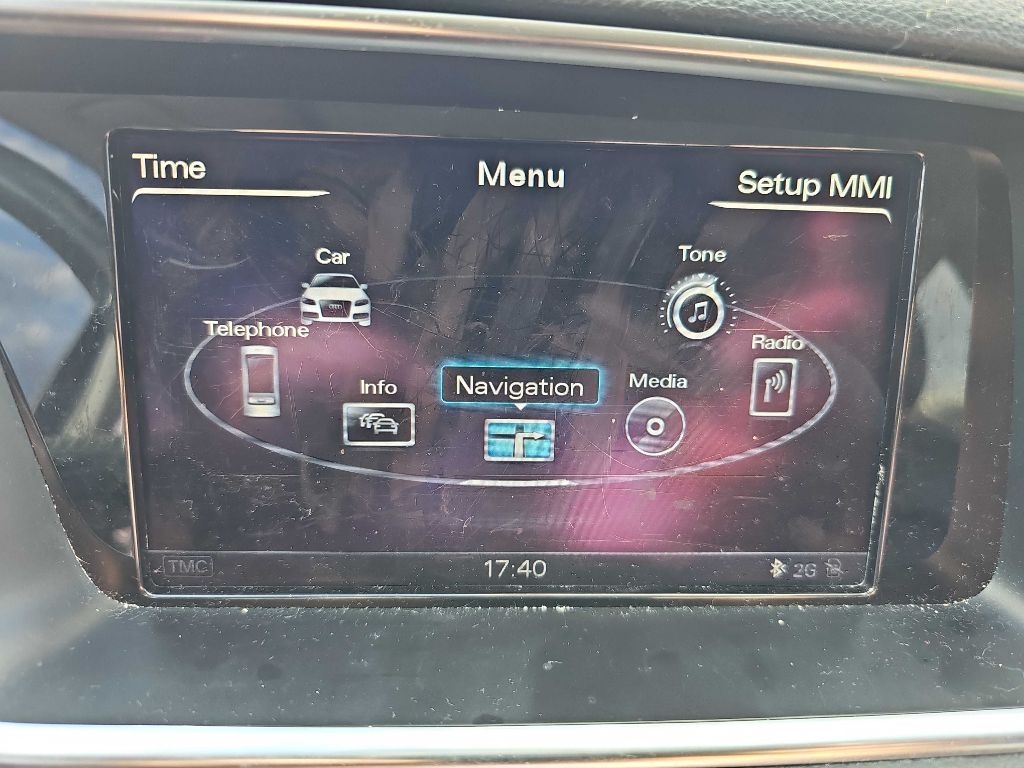 Time
Menu
Setup MMI
Car
Tone
Telephone
Radio
Info
Navigation
Media
TMC
17:40
2G